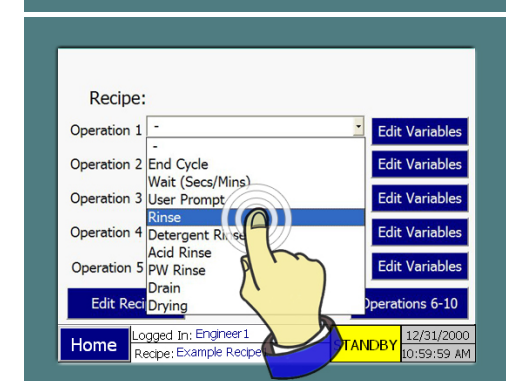 Recipe:
Operation 1 - Edit Variables
-
Operation 2 End Cycle Edit Variables
Wait (Secs/Mins)
Operation 3 User Prompt Edit Variables
Rinse
Operation 4 Detergent Rinse Edit Variables
Acid Rinse
Operation 5 PW Rinse Edit Variables
Drain
Edit Drying Operations 6-10
Home Logged In: Engineer1 STANDBY 12/31/2000
Recipe: Example Recipe 10:59:59 AM